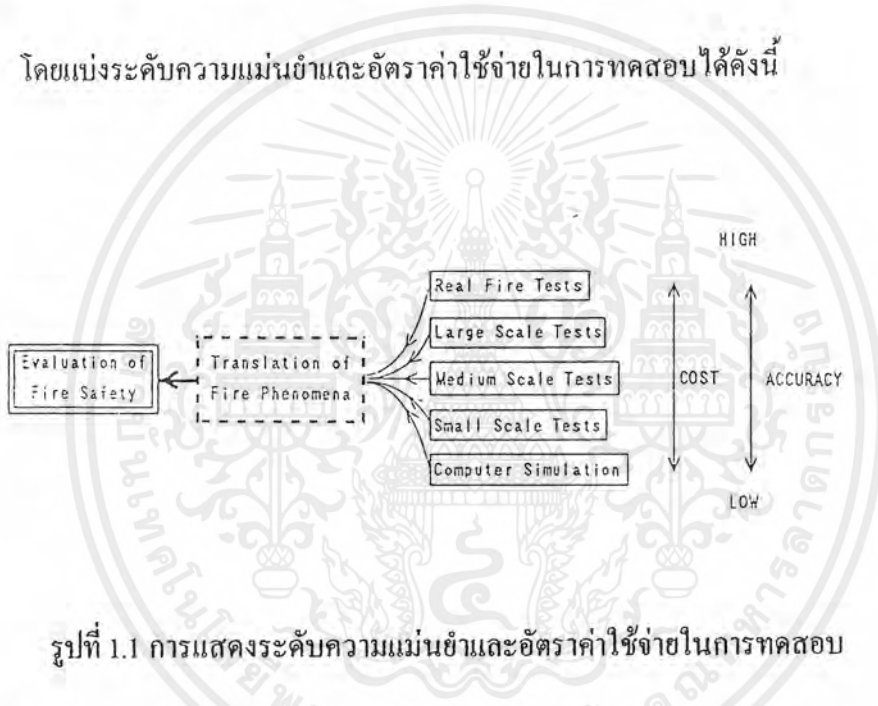 โดยแบ่งระดับความแม่นยำและอัตราค่าใช้จ่ายในการทดสอบได้ดังนี้
HIGH
Real Fire Tests
Large Scale Tests
Evaluation of
Fire Safety
Translation of
Fire Phenomena
Medium Scale Tests
COST
ACCURACY
Small Scale Tests
Computer Simulation
LOW
รูปที่ 1.1 การแสดงระดับความแม่นยำและอัตราค่าใช้จ่ายในการทดสอบ